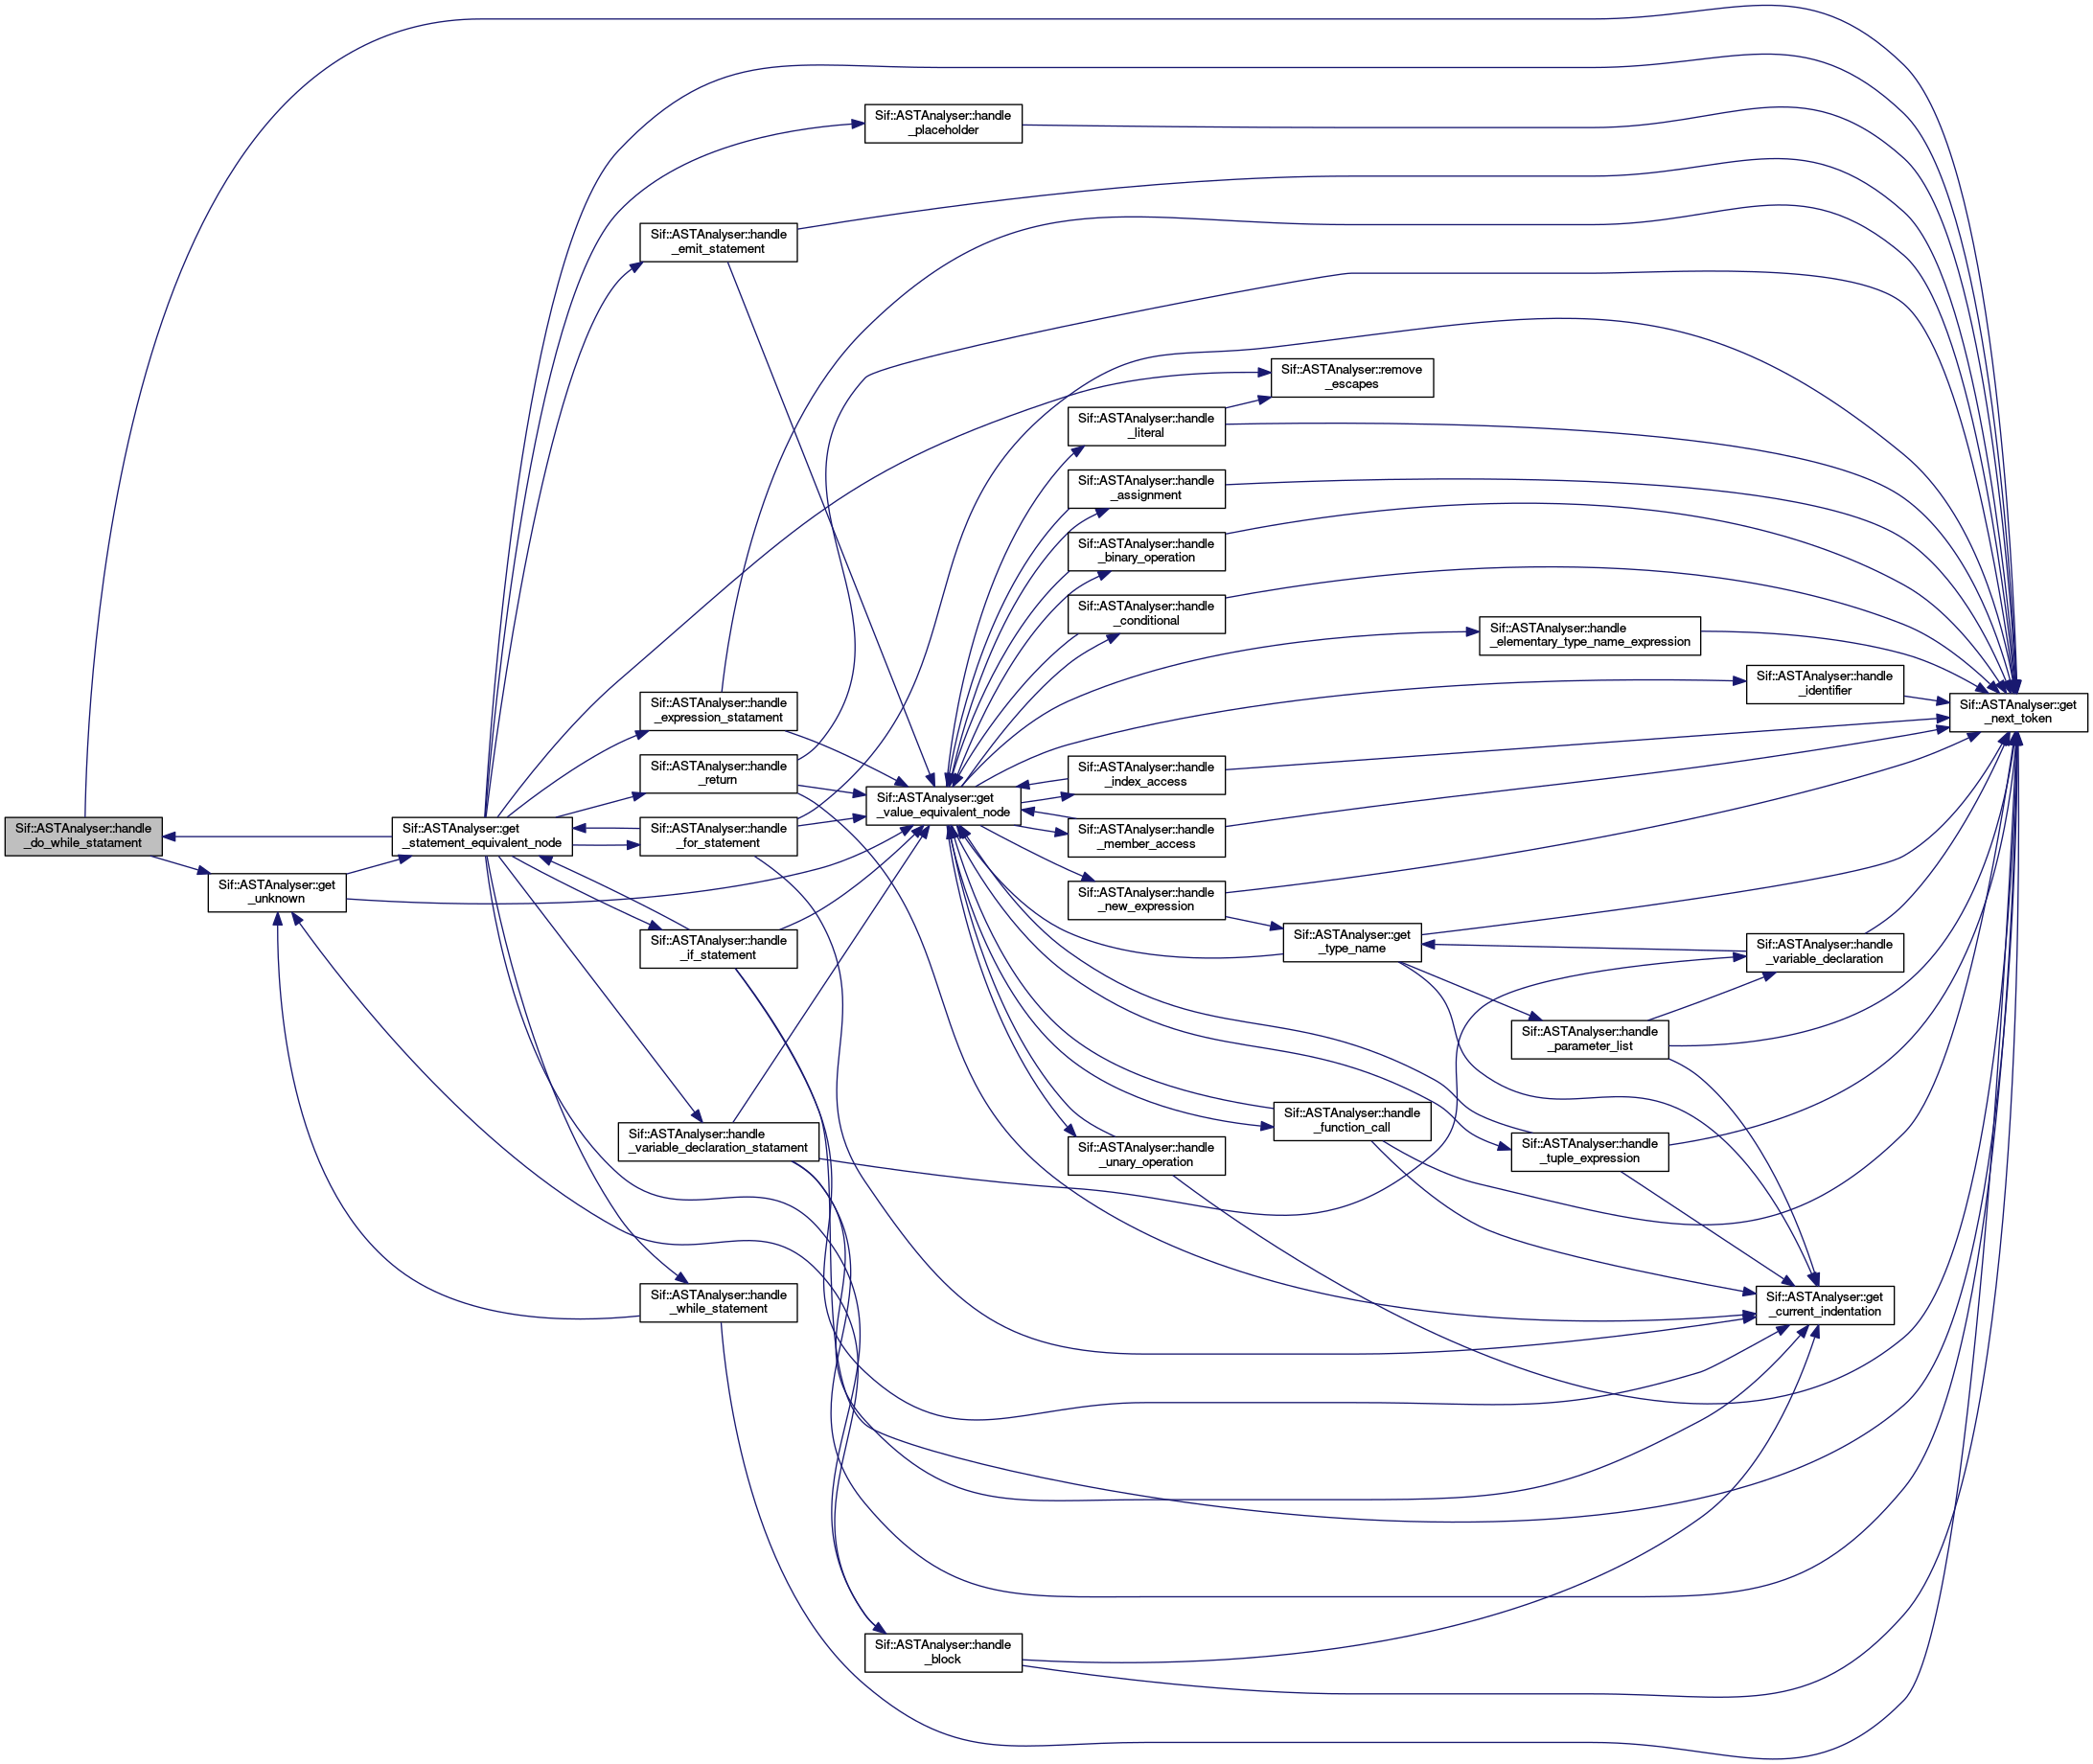 Sif::ASTAnalyser::handle
_placeholder
Sif::ASTAnalyser::handle
_emit_statement
Sif::ASTAnalyser::remove
_escapes
Sif::ASTAnalyser::handle
_literal
Sif::ASTAnalyser::handle
_assignment
Sif::ASTAnalyser::handle
_binary_operation
Sif::ASTAnalyser::handle
_conditional
Sif::ASTAnalyser::handle
_elementary_type_name_expression
Sif::ASTAnalyser::handle
_identifier
Sif::ASTAnalyser::handle
_expression_statament
Sif::ASTAnalyser::get
_next_token
Sif::ASTAnalyser::handle
_return
Sif::ASTAnalyser::handle
_index_access
Sif::ASTAnalyser::get
_value_equivalent_node
Sif::ASTAnalyser::handle
_do_while_statament
Sif::ASTAnalyser::get
_statement_equivalent_node
Sif::ASTAnalyser::handle
_for_statement
Sif::ASTAnalyser::handle
_member_access
Sif::ASTAnalyser::get
_unknown
Sif::ASTAnalyser::handle
_new_expression
Sif::ASTAnalyser::get
_type_name
Sif::ASTAnalyser::handle
_if_statement
Sif::ASTAnalyser::handle
_variable_declaration
Sif::ASTAnalyser::handle
_parameter_list
Sif::ASTAnalyser::handle
_function_call
Sif::ASTAnalyser::handle
_variable_declaration_statament
Sif::ASTAnalyser::handle
_unary_operation
Sif::ASTAnalyser::handle
_tuple_expression
Sif::ASTAnalyser::handle
_while_statement
Sif::ASTAnalyser::get
_current_indentation
Sif::ASTAnalyser::handle
_block